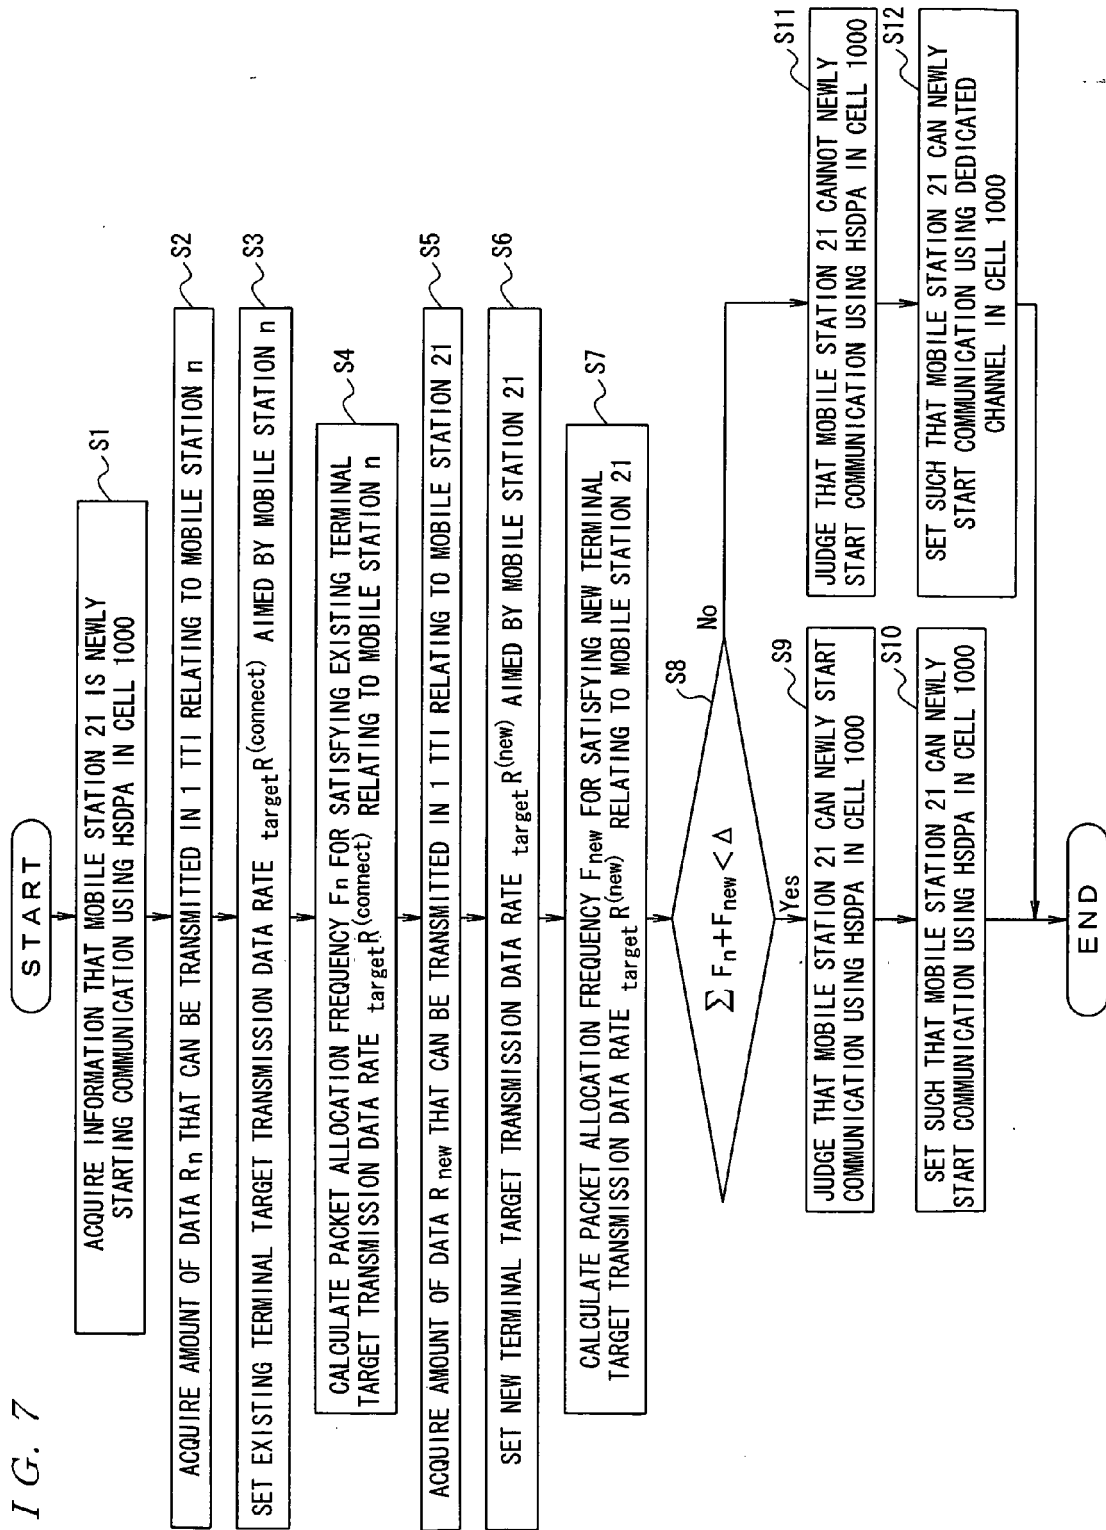 I G. 7
START
S1
ACQUIRE INFORMATION THAT MOBILE STATION 21 IS NEWLY
STARTING COMMUNICATION USING HSDPA IN CELL 1000
S2
ACQUIRE AMOUNT OF DATA Rn THAT CAN BE TRANSMITTED IN 1 TTI RELATING TO MOBILE STATION n
S3
SET EXISTING TERMINAL TARGET TRANSMISSION DATA RATE targetR(connect) AIMED BY MOBILE STATION n
S4
CALCULATE PACKET ALLOCATION FREQUENCY Fn FOR SATISFYING EXISTING TERMINAL
TARGET TRANSMISSION DATA RATE targetR(connect) RELATING TO MOBILE STATION n
S5
ACQUIRE AMOUNT OF DATA Rnew THAT CAN BE TRANSMITTED IN 1 TTI RELATING TO MOBILE STATION 21
S6
SET NEW TERMINAL TARGET TRANSMISSION DATA RATE targetR(new) AIMED BY MOBILE STATION 21
S7
CALCULATE PACKET ALLOCATION FREQUENCY Fnew FOR SATISFYING NEW TERMINAL
TARGET TRANSMISSION DATA RATE targetR(new) RELATING TO MOBILE STATION 21
S8
Σ Fn+Fnew<Δ
No
Yes
S9
JUDGE THAT MOBILE STATION 21 CAN NEWLY START
COMMUNICATION USING HSDPA IN CELL 1000
S10
SET SUCH THAT MOBILE STATION 21 CAN NEWLY
START COMMUNICATION USING HSDPA IN CELL 1000
S11
JUDGE THAT MOBILE STATION 21 CANNOT NEWLY
START COMMUNICATION USING HSDPA IN CELL 1000
S12
SET SUCH THAT MOBILE STATION 21 CAN NEWLY
START COMMUNICATION USING DEDICATED
CHANNEL IN CELL 1000
END